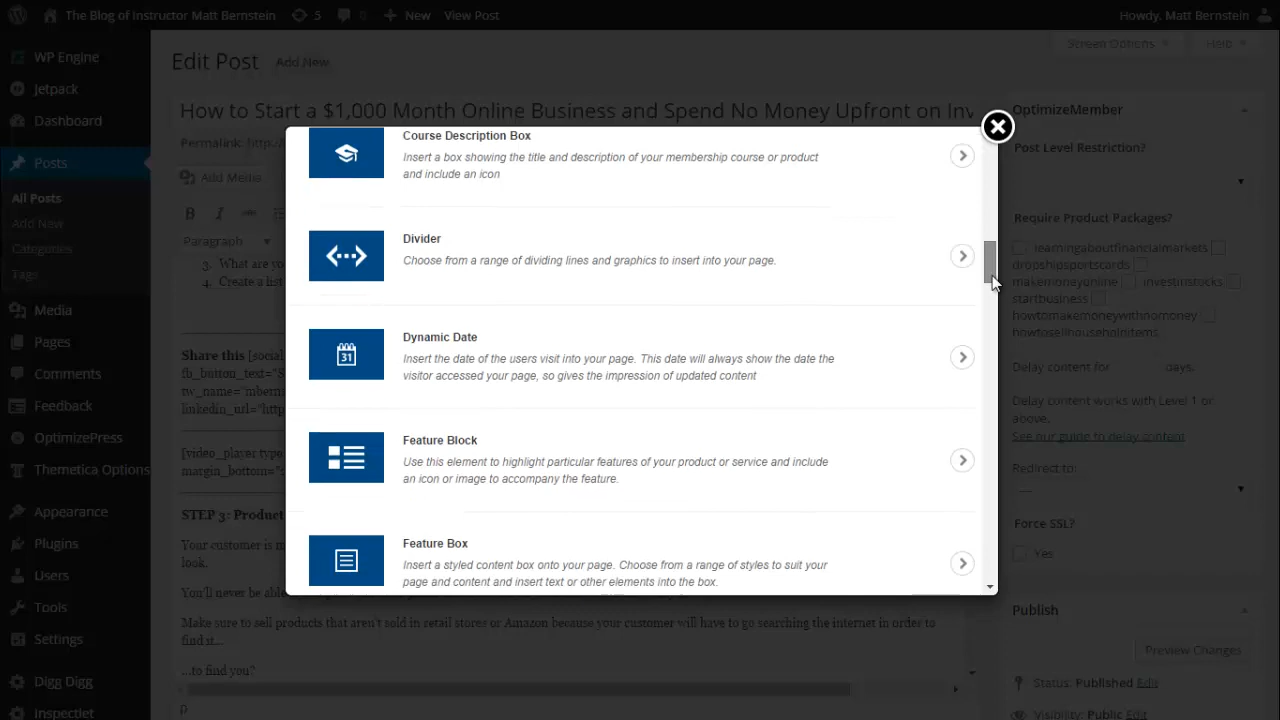 The Blog of Instructor Matt Bernstein
5
0
New
View Post
Howdy, Matt Bernstein
WP Engine
Jetpack
Dashboard
Posts
All Posts
Add New
Categories
Tags
Media
Pages
Comments
Feedback
OptimizePress
Themetica Options
Appearance
Plugins
Users
Tools
Settings
Digg Digg
Inspectlet
Edit Post
Add New
Screen Options
Help
How to Start a $1,000 Month Online Business and Spend No Money Upfront on Inv
Permalink: http:/
Add Media
B I ABC
Paragraph
3. What are yo
4. Create a list
Share this [social
fb_button_text="S
tw_name="mberns
linkedin_url="http
[video_player type
margin_bottom="2
STEP 3: Product
Your customer is m
look.
You'll never be able
Make sure to sell products that aren't sold in retail stores or Amazon because your customer will have to go searching the internet in order to
find it...
...to find you?
p
Course Description Box
Insert a box showing the title and description of your membership course or product
and include an icon
Divider
Choose from a range of dividing lines and graphics to insert into your page.
31
Dynamic Date
Insert the date of the users visit into your page. This date will always show the date the
visitor accessed your page, so gives the impression of updated content
Feature Block
Use this element to highlight particular features of your product or service and include
an icon or image to accompany the feature.
Feature Box
Insert a styled content box onto your page. Choose from a range of styles to suit your
page and content and insert text or other elements into the box.
OptimizeMember
Post Level Restriction?
Require Product Packages?
learningaboutfinancialmarkets
dropshipsportscards
makemoneyonline
investinstocks
startbusiness
howtomakemoneywithnomoney
howtosellhouseholditems
Delay content for
days.
Delay content works with Level 1 or
above.
See our guide to delay content
Redirect to:
---
Force SSL?
Yes
Publish
Preview Changes
Status: Published Edit
Visibility: Public Edit